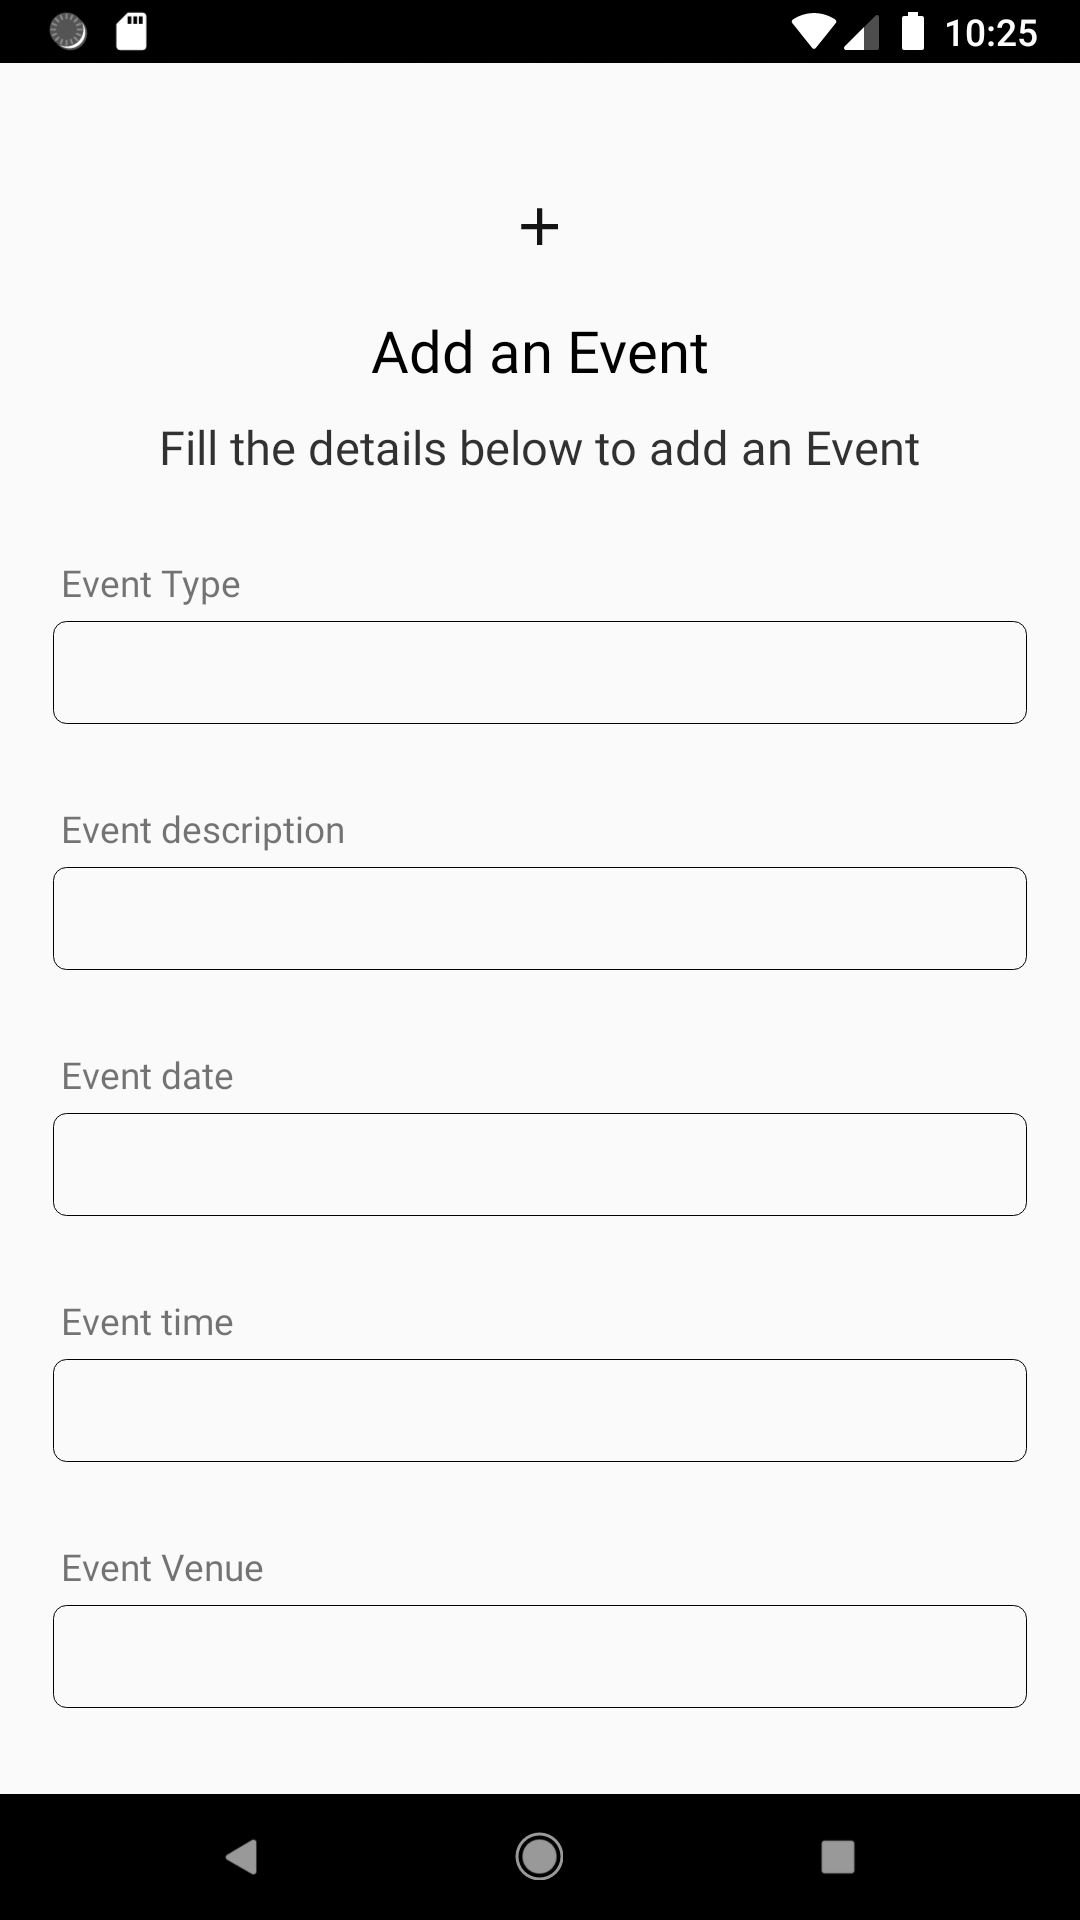 10:25
+
Add an Event
Fill the details below to add an Event
Event Type
Event description
Event date
Event time
Event Venue